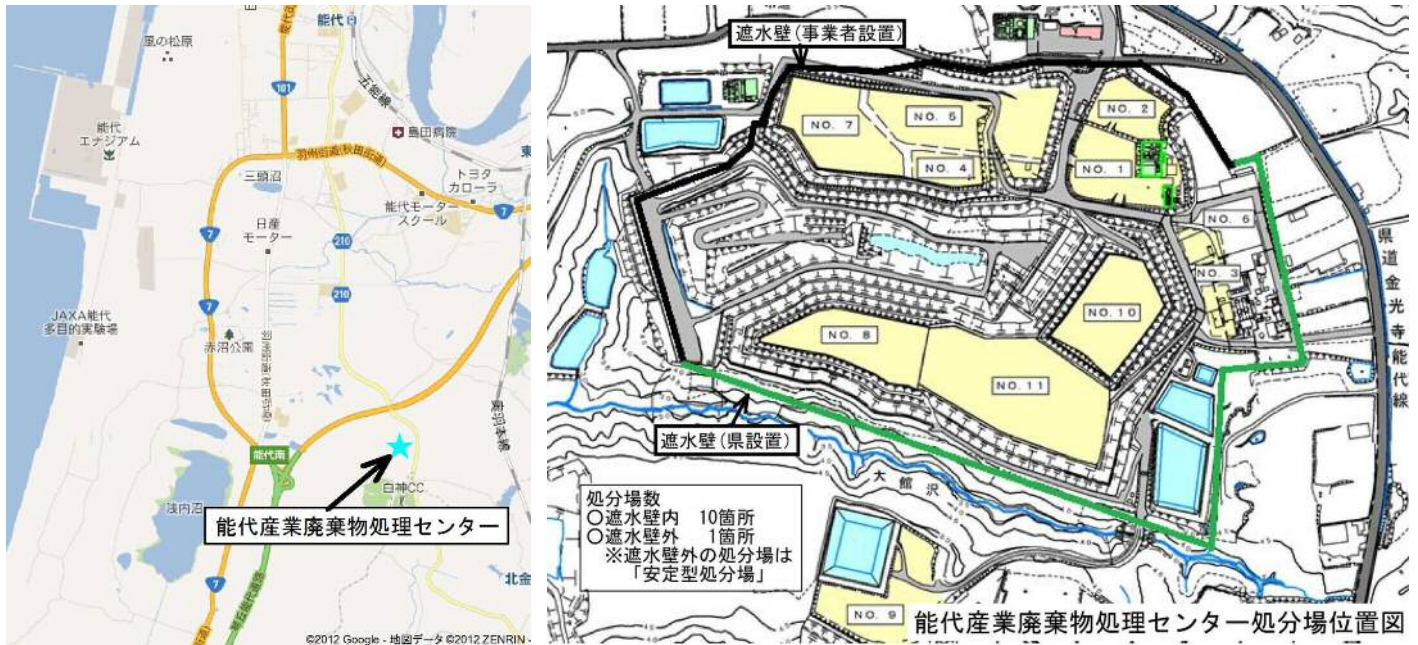 能代
風の松原
101
五能線
能代
エナジアム
島田病院
羽州街道(秋田街道)
東
三頭沼
トヨタ
カローラ
7
能代モーター
スクール
7
日産
モーター
210
210
JAXA能代
多目的実験場
7
赤沼公園
奥羽本線
能代南
浅内沼
白神CC
能代産業廃棄物処理センター
7
北金
©2012 Google - 地図データ ©2012 ZENRIN -
遮水壁(事業者設置)
NO. 7
NO. 5
NO. 4
NO. 2
NO. 1
NO. 6
NO. 3
NO. 10
NO. 8
NO. 11
県道金光寺能代線
遮水壁(県設置)
大館沢
処分場数
○遮水壁内 10箇所
○遮水壁外 1箇所
※遮水壁外の処分場は
「安定型処分場」
NO. 9
能代産業廃棄物処理センター処分場位置図